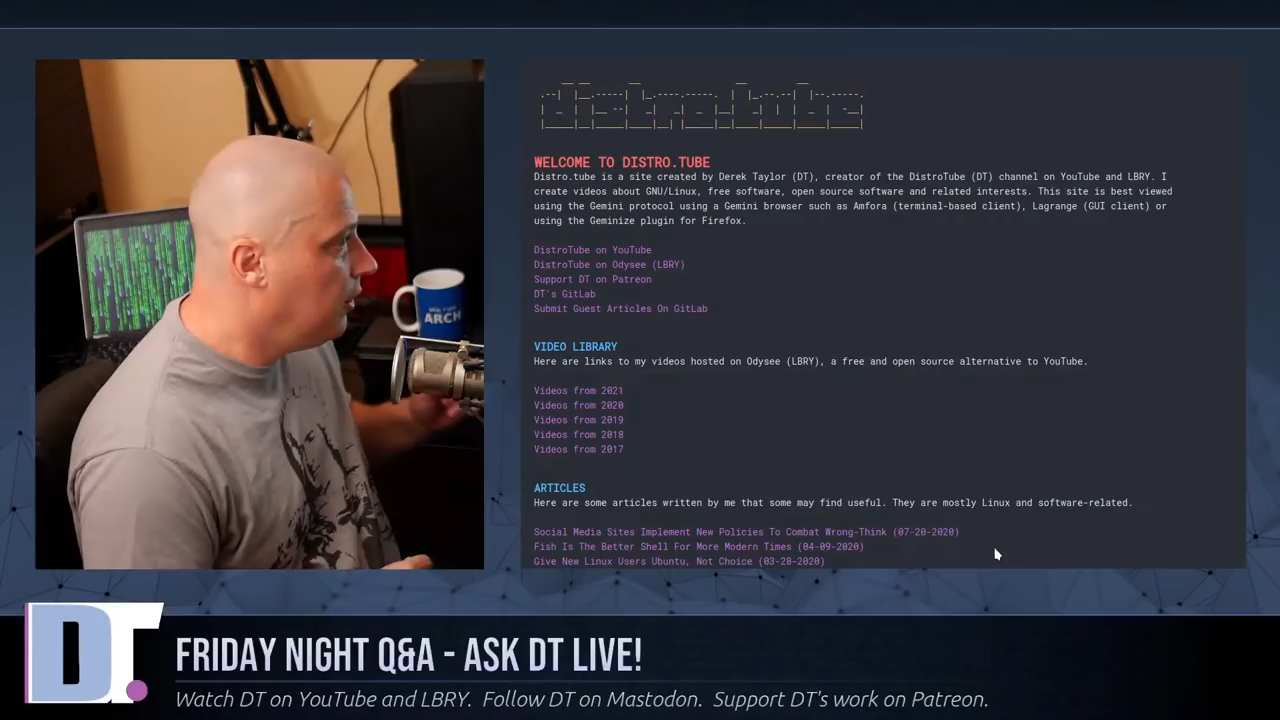 distro.tube
WELCOME TO DISTRO.TUBE
Distro.tube is a site created by Derek Taylor (DT), creator of the DistroTube (DT) channel on YouTube and LBRY. I
create videos about GNU/Linux, free software, open source software and related interests. This site is best viewed
using the Gemini protocol using a Gemini browser such as Amfora (terminal-based client), Lagrange (GUI client) or
using the Geminize plugin for Firefox.
DistroTube on YouTube
DistroTube on Odysee (LBRY)
Support DT on Patreon
DT's GitLab
Submit Guest Articles On GitLab
VIDEO LIBRARY
Here are links to my videos hosted on Odysee (LBRY), a free and open source alternative to YouTube.
Videos from 2021
Videos from 2020
Videos from 2019
Videos from 2018
Videos from 2017
ARTICLES
Here are some articles written by me that some may find useful. They are mostly Linux and software-related.
Social Media Sites Implement New Policies To Combat Wrong-Think (07-20-2020)
Fish Is The Better Shell For More Modern Times (04-09-2020)
Give New Linux Users Ubuntu, Not Choice (03-28-2020)
ARCH
DT.
FRIDAY NIGHT Q&A - ASK DT LIVE!
Watch DT on YouTube and LBRY. Follow DT on Mastodon. Support DT's work on Patreon.